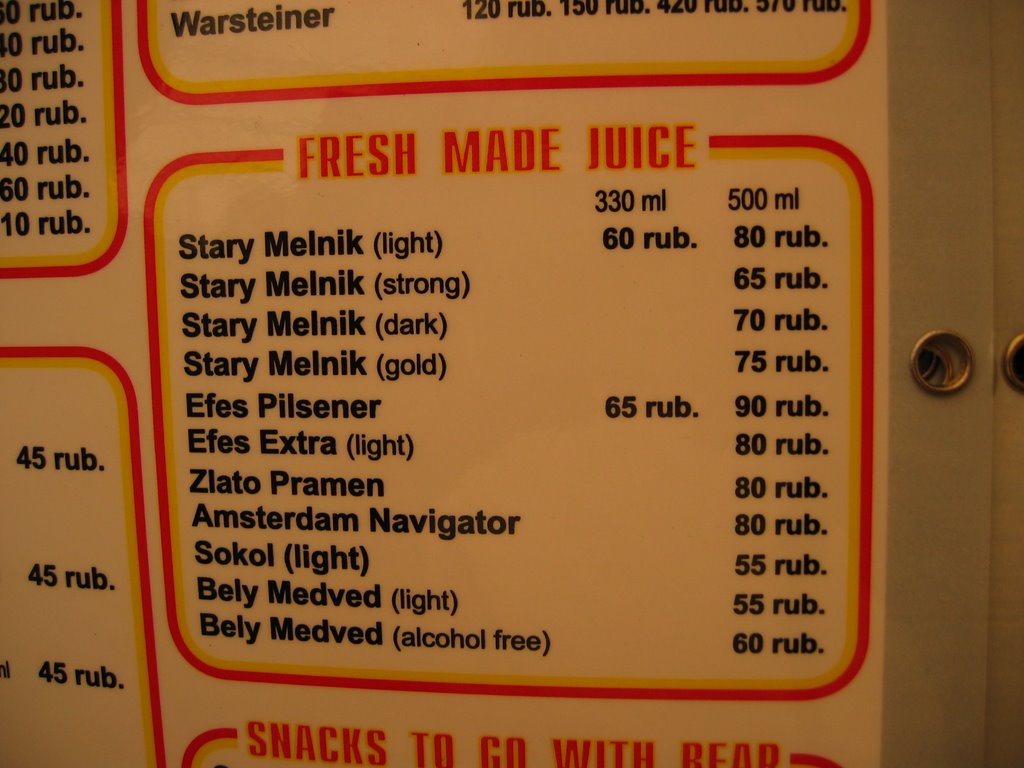 Warsteiner 120 rub. 150 rub. 420 rub. 570 rub.
FRESH MADE JUICE
330 ml 500 ml
Stary Melnik (light) 60 rub. 80 rub.
Stary Melnik (strong) 65 rub.
Stary Melnik (dark) 70 rub.
Stary Melnik (gold) 75 rub.
Efes Pilsener 65 rub. 90 rub.
Efes Extra (light) 80 rub.
Zlato Pramen 80 rub.
Amsterdam Navigator 80 rub.
Sokol (light) 55 rub.
Bely Medved (light) 55 rub.
Bely Medved (alcohol free) 60 rub.
SNACKS TO GO WITH BEAR
rub.
rub.
rub.
20 rub.
40 rub.
60 rub.
10 rub.
45 rub.
45 rub.
ml 45 rub.